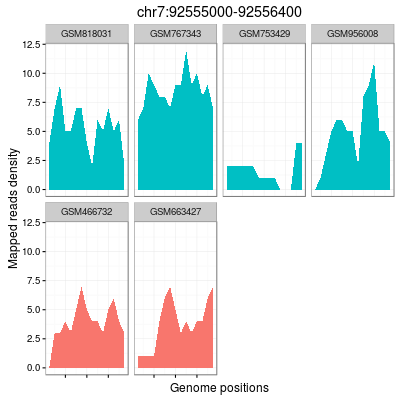 chr7:92555000-92556400
GSM818031 GSM767343 GSM753429 GSM956008
12.5
10.0
7.5
5.0
2.5
0.0
GSM466732 GSM663427
12.5
10.0
7.5
5.0
2.5
0.0
Mapped reads density
Genome positions